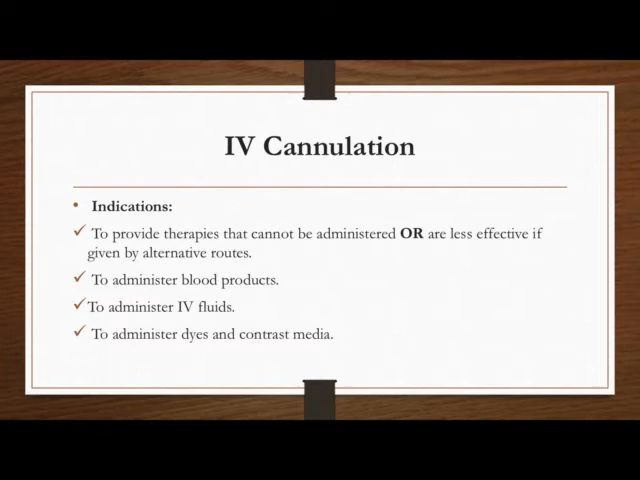 IV Cannulation
• Indications:
✓ To provide therapies that cannot be administered OR are less effective if
given by alternative routes.
✓ To administer blood products.
✓To administer IV fluids.
✓ To administer dyes and contrast media.